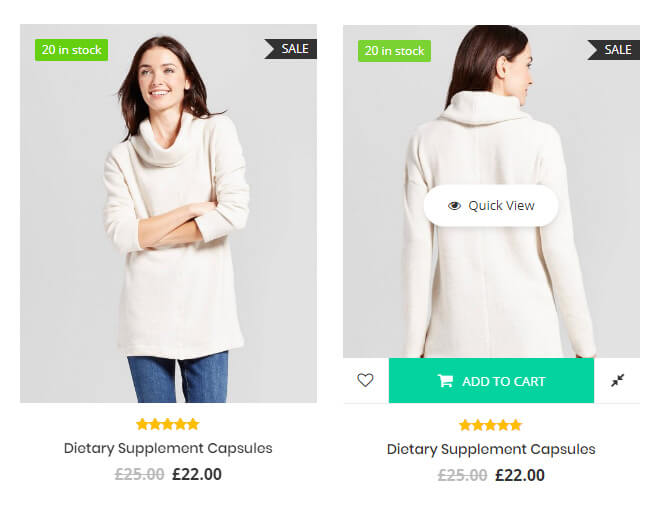 20 in stock
SALE
Dietary Supplement Capsules
£25.00 £22.00
20 in stock
SALE
Quick View
ADD TO CART
Dietary Supplement Capsules
£25.00 £22.00